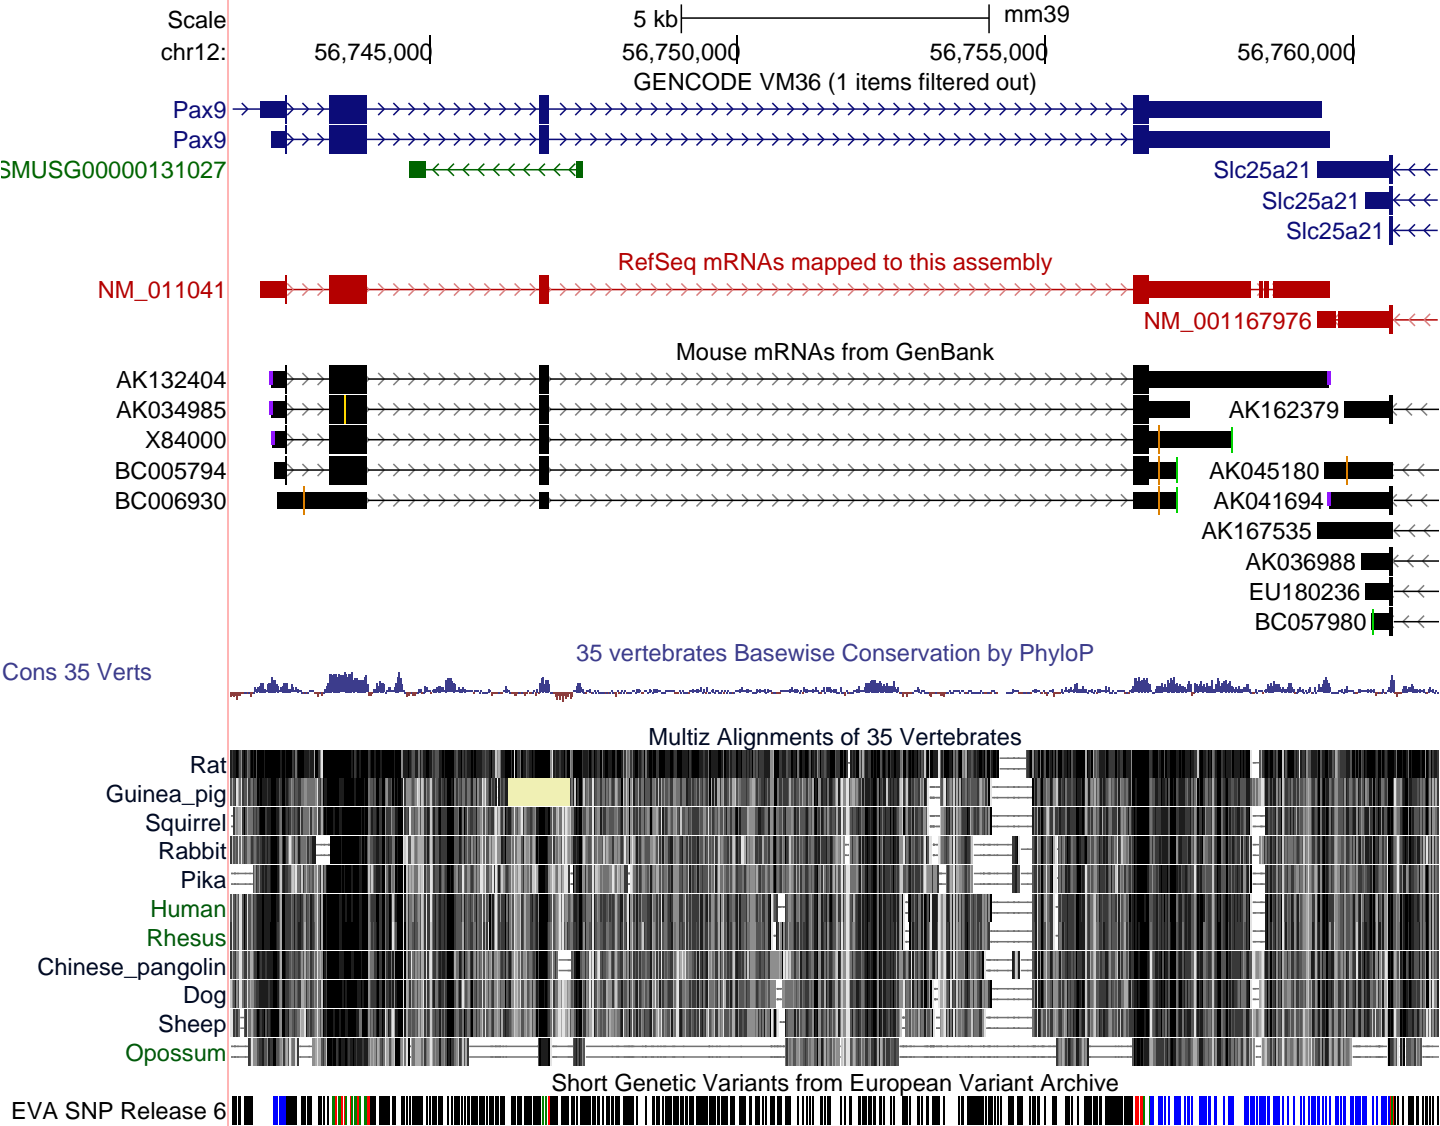 Scale 5 kb mm39
chr12: 56,745,000 56,750,000 56,755,000 56,760,000
GENCODE VM36 (1 items filtered out)
Pax9
Pax9
SMUSG00000131027 Slc25a21
Slc25a21
Slc25a21
RefSeq mRNAs mapped to this assembly
NM_011041
NM_001167976
Mouse mRNAs from GenBank
AK132404
AK034985 AK162379
X84000
BC005794 AK045180
BC006930 AK041694
AK167535
AK036988
EU180236
BC057980
35 vertebrates Basewise Conservation by PhyloP
Cons 35 Verts
Multiz Alignments of 35 Vertebrates
Rat
Guinea_pig
Squirrel
Rabbit
Pika
Human
Rhesus
Chinese_pangolin
Dog
Sheep
Opossum
Short Genetic Variants from European Variant Archive
EVA SNP Release 6